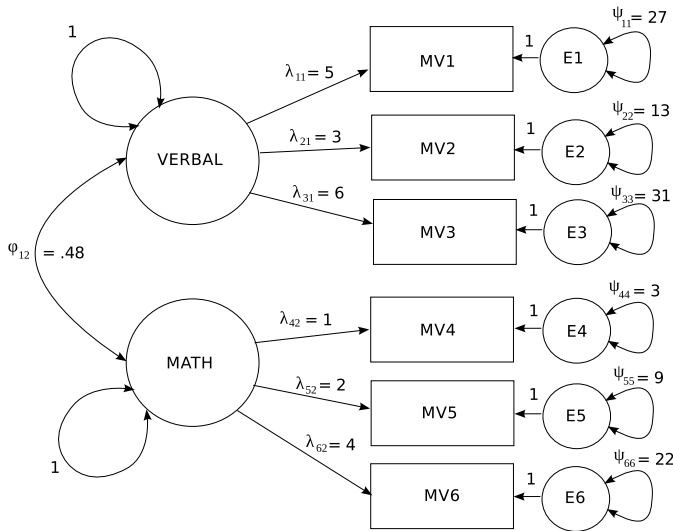 ψ₁₁ = 27
1
1
MV1
E1
λ₁₁ = 5
ψ₂₂ = 13
1
λ₂₁ = 3
MV2
E2
VERBAL
ψ₃₃ = 31
λ₃₁ = 6
1
MV3
E3
φ₁₂ = .48
ψ₄₄ = 3
1
λ₄₂ = 1
MV4
E4
MATH
ψ₅₅ = 9
λ₅₂ = 2
1
MV5
E5
λ₆₂ = 4
ψ₆₆ = 22
1
1
MV6
E6